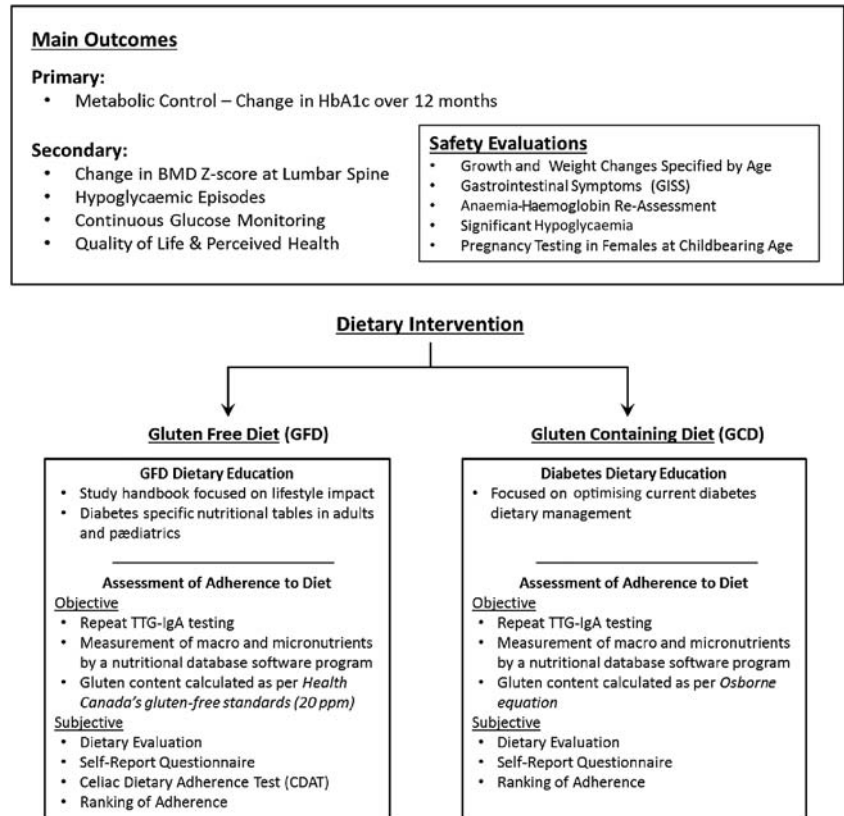 Main Outcomes
Primary:
• Metabolic Control – Change in HbA1c over 12 months
Secondary:
• Change in BMD Z-score at Lumbar Spine
• Hypoglycaemic Episodes
• Continuous Glucose Monitoring
• Quality of Life & Perceived Health
Safety Evaluations
• Growth and Weight Changes Specified by Age
• Gastrointestinal Symptoms (GISS)
• Anaemia-Haemoglobin Re-Assessment
• Significant Hypoglycaemia
• Pregnancy Testing in Females at Childbearing Age
Dietary Intervention
Gluten Free Diet (GFD)
GFD Dietary Education
• Study handbook focused on lifestyle impact
• Diabetes specific nutritional tables in adults
and pædiatrics
Assessment of Adherence to Diet
Objective
• Repeat TTG-IgA testing
• Measurement of macro and micronutrients
by a nutritional database software program
• Gluten content calculated as per Health
Canada's gluten-free standards (20 ppm)
Subjective
• Dietary Evaluation
• Self-Report Questionnaire
• Celiac Dietary Adherence Test (CDAT)
• Ranking of Adherence
Gluten Containing Diet (GCD)
Diabetes Dietary Education
• Focused on optimising current diabetes
dietary management
Assessment of Adherence to Diet
Objective
• Repeat TTG-IgA testing
• Measurement of macro and micronutrients
by a nutritional database software program
• Gluten content calculated as per Osborne
equation
Subjective
• Dietary Evaluation
• Self-Report Questionnaire
• Ranking of Adherence